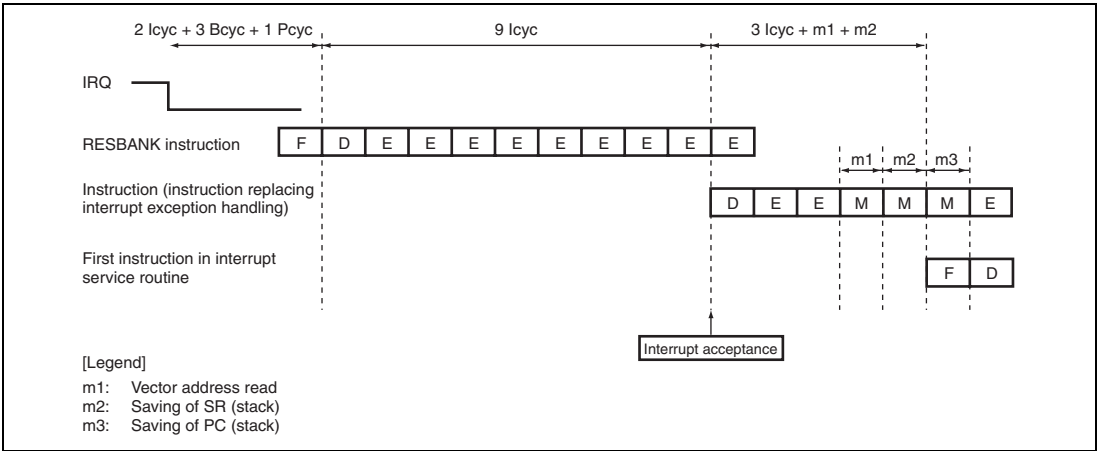 2 Icyc + 3 Bcyc + 1 Pcyc 9 Icyc 3 Icyc + m1 + m2
IRQ
RESBANK instruction F D E E E E E E E E E
m1 m2 m3
Instruction (instruction replacing
interrupt exception handling)
D E E M M M E
First instruction in interrupt
service routine
F D
Interrupt acceptance
[Legend]
m1: Vector address read
m2: Saving of SR (stack)
m3: Saving of PC (stack)